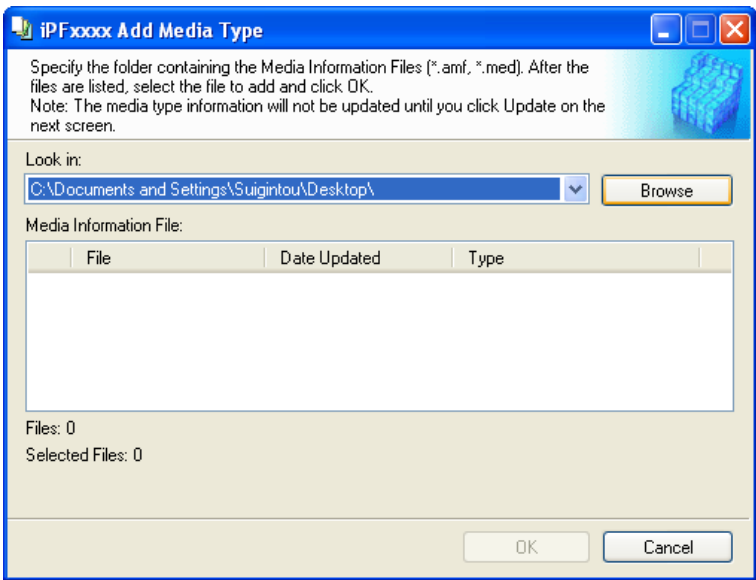 iPFxxxx Add Media Type
Specify the folder containing the Media Information Files (*.amf, *.med). After the
files are listed, select the file to add and click OK.
Note: The media type information will not be updated until you click Update on the
next screen.
Look in:
C:\Documents and Settings\Suigintou\Desktop\
Browse
Media Information File:
File Date Updated Type
Files: 0
Selected Files: 0
OK Cancel